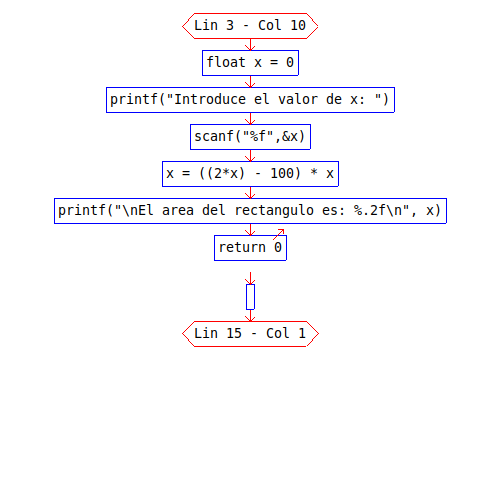 Lin 3 - Col 10
float x = 0
printf("Introduce el valor de x: ")
scanf("%f",&x)
x = ((2*x) - 100) * x
printf("\nEl area del rectangulo es: %.2f\n", x)
return 0
Lin 15 - Col 1